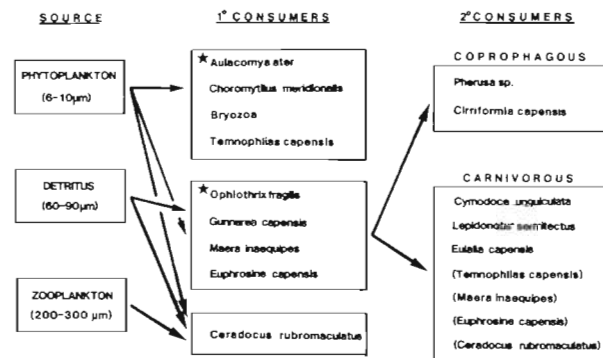 SOURCE
1° CONSUMERS
2° CONSUMERS
PHYTOPLANKTON
(6-10µm)
DETRITUS
(60-90µm)
ZOOPLANKTON
(200-300 µm)
★Aulacomya ater
Choromytilus meridionalis
Bryozoa
Temnophlias capensis
★Ophiothrix fragilis
Gunnarea capensis
Maera inaequipes
Euphrosine capensis
Ceradocus rubromaculatus
COPROPHAGOUS
Pherusa sp.
Cirriformia capensis
CARNIVOROUS
Cymodoce unguiculata
Lepidonotus semitectus
Eulalia capensis
(Temnophlias capensis)
(Maera inaequipes)
(Euphrosine capensis)
(Ceradocus rubromaculatus)